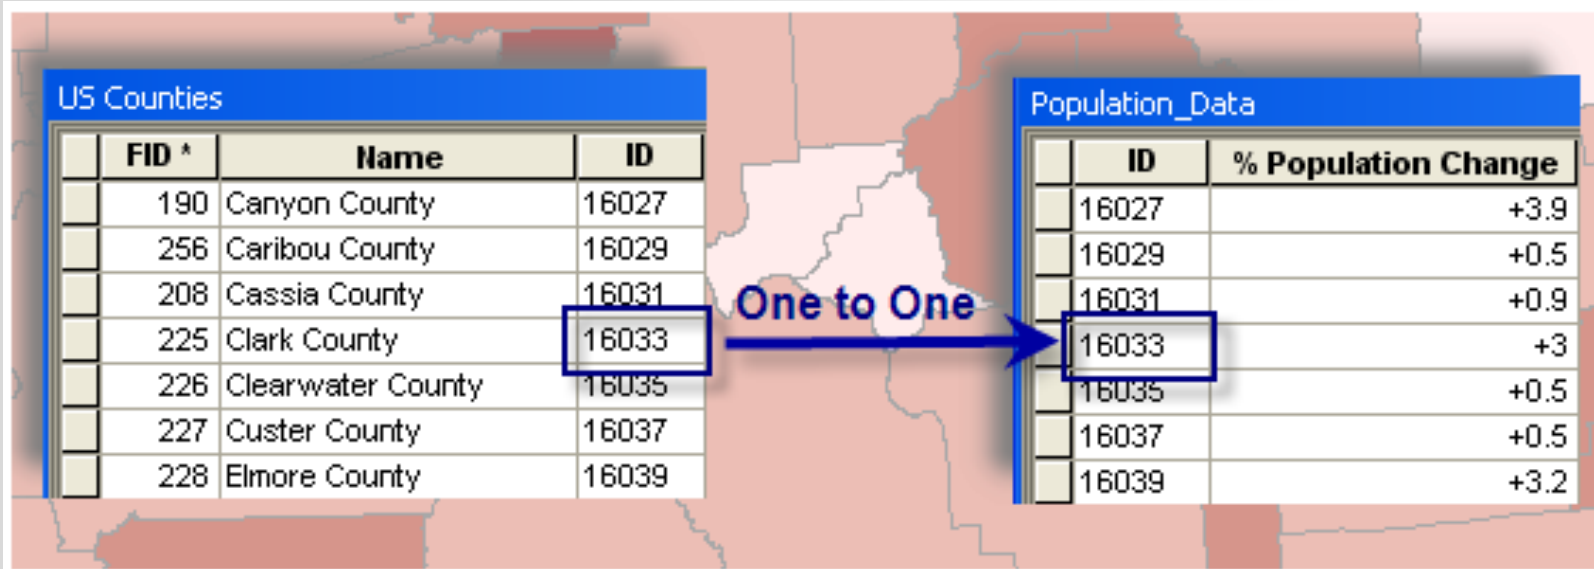 US Counties
FID * Name ID
190 Canyon County 16027
256 Caribou County 16029
208 Cassia County 16031
225 Clark County 16033
226 Clearwater County 16035
227 Custer County 16037
228 Elmore County 16039
One to One
Population_Data
ID % Population Change
16027 +3.9
16029 +0.5
16031 +0.9
16033 +3
16035 +0.5
16037 +0.5
16039 +3.2